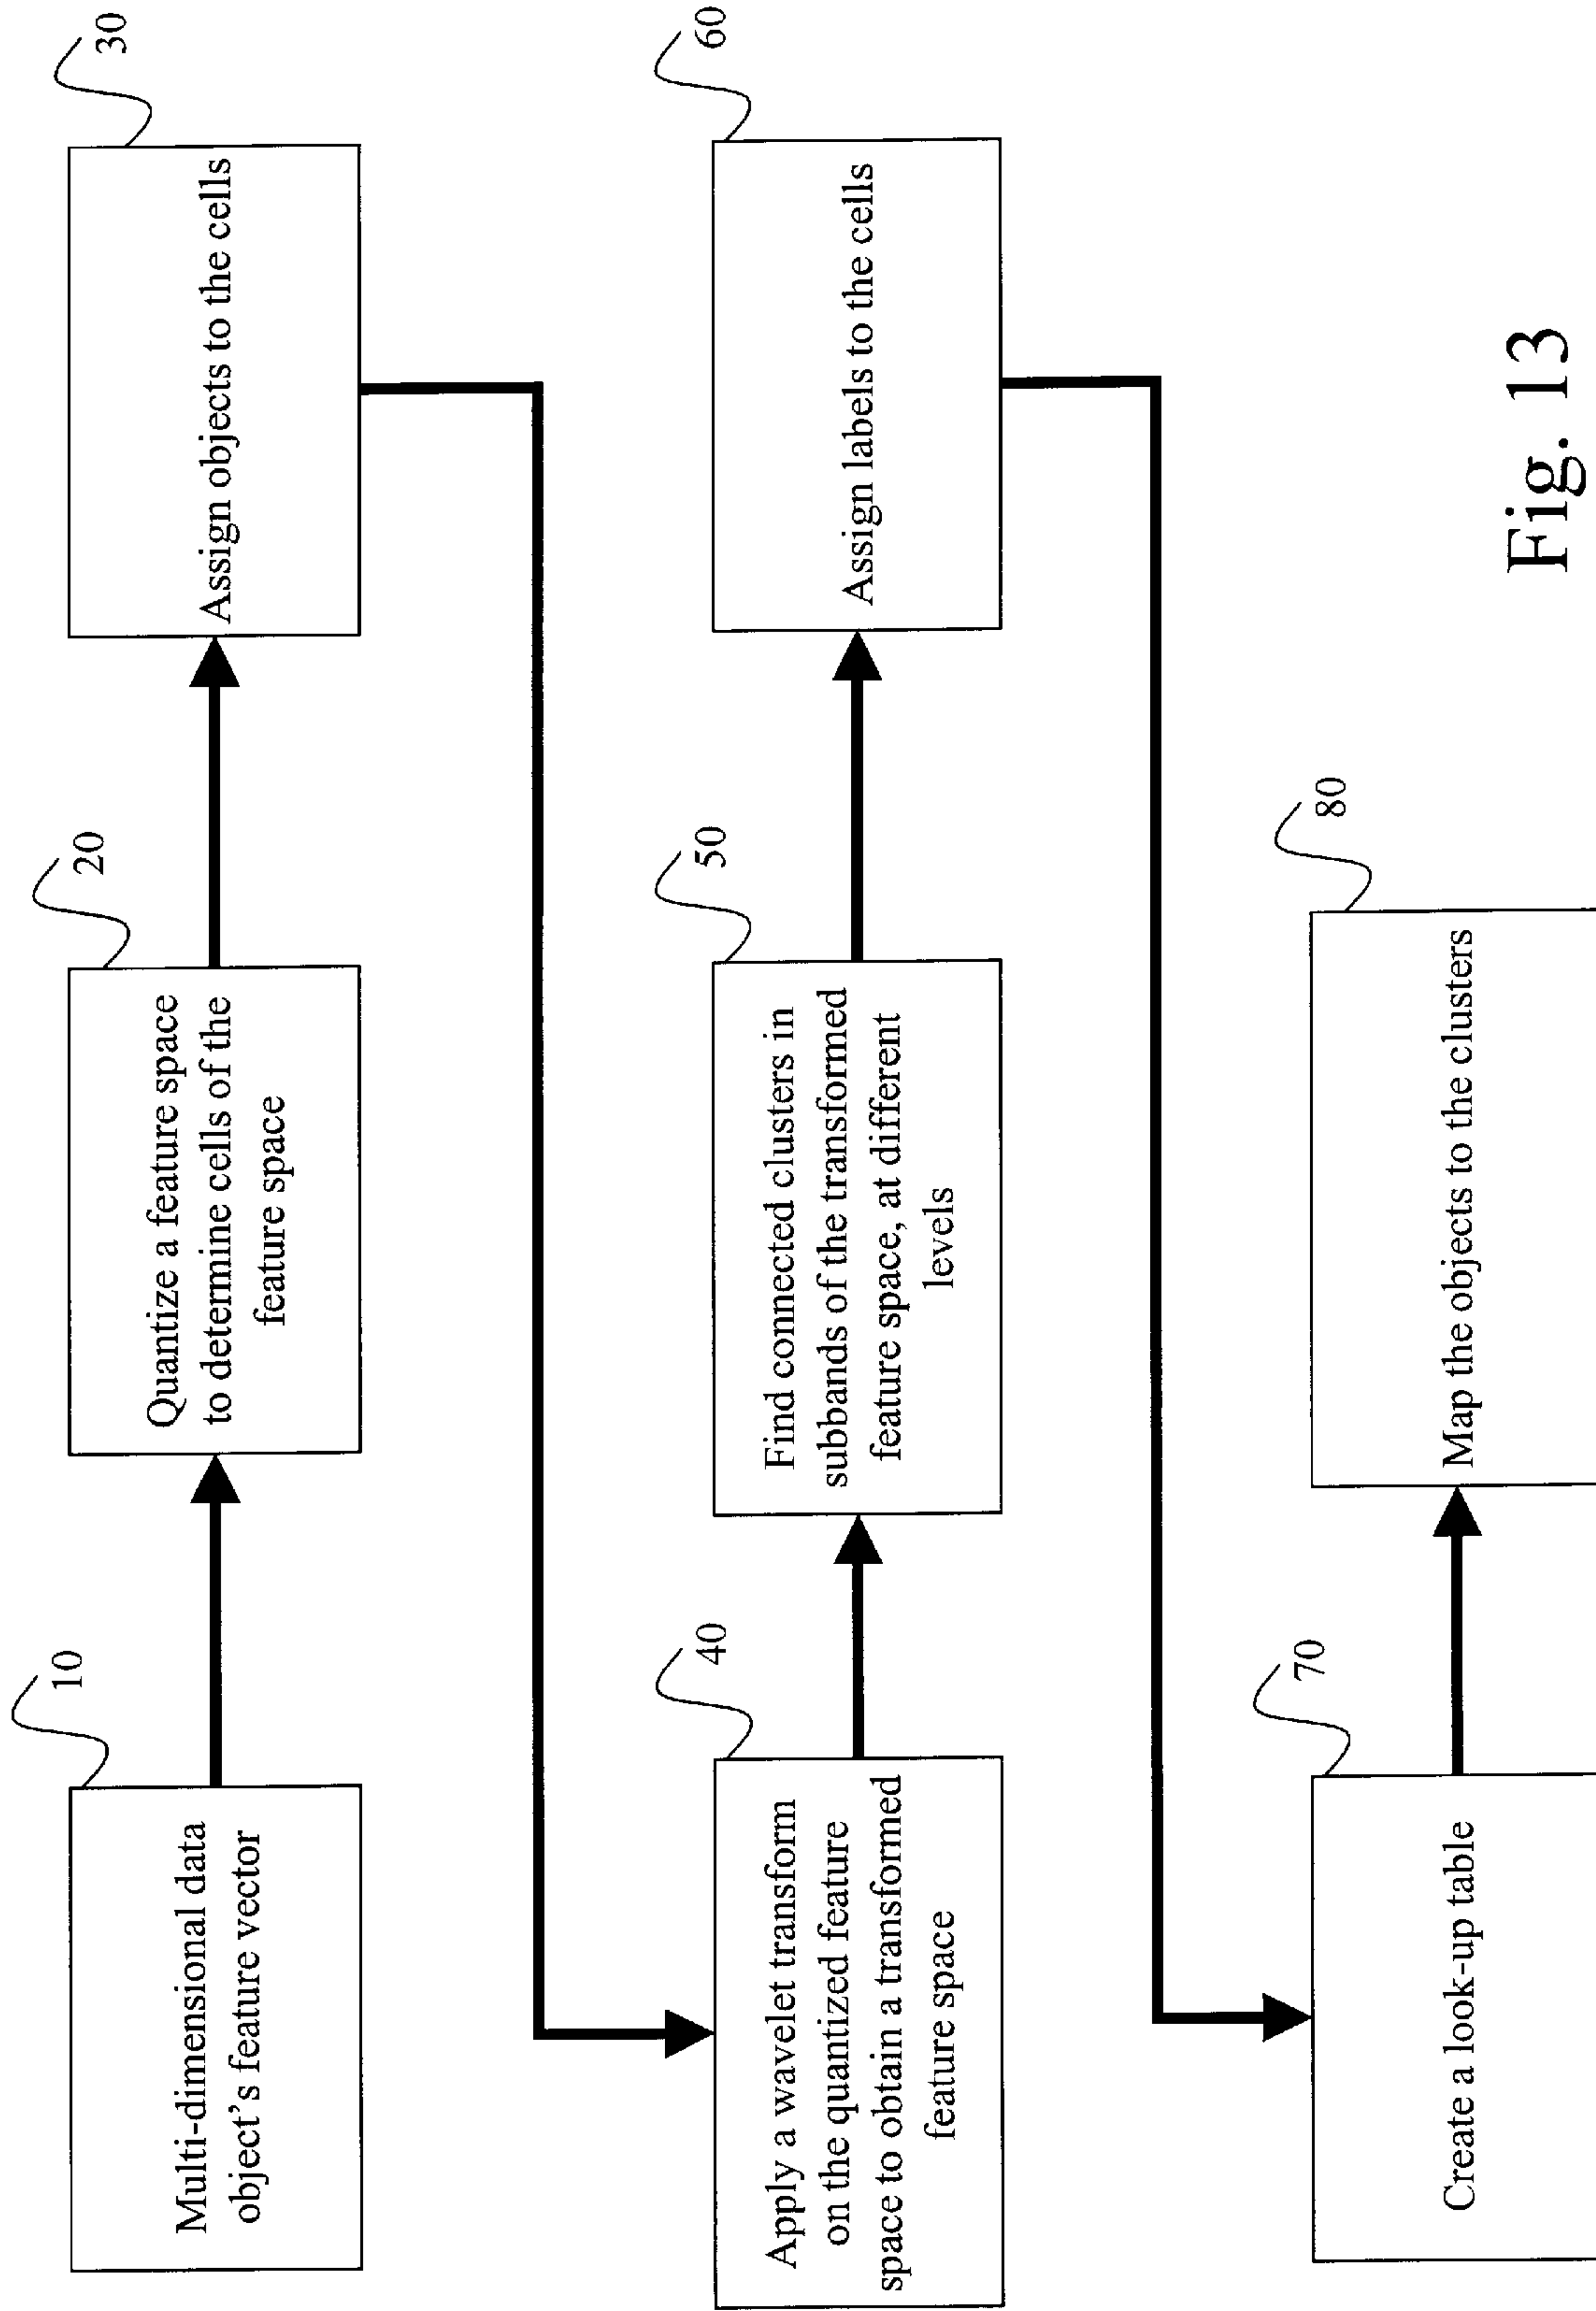 10
Multi-dimensional data
object's feature vector
20
Quantize a feature space
to determine cells of the
feature space
30
Assign objects to the cells
40
Apply a wavelet transform
on the quantized feature
space to obtain a transformed
feature space
50
Find connected clusters in
subbands of the transformed
feature space, at different
levels
60
Assign labels to the cells
70
Create a look-up table
80
Map the objects to the clusters
Fig. 13